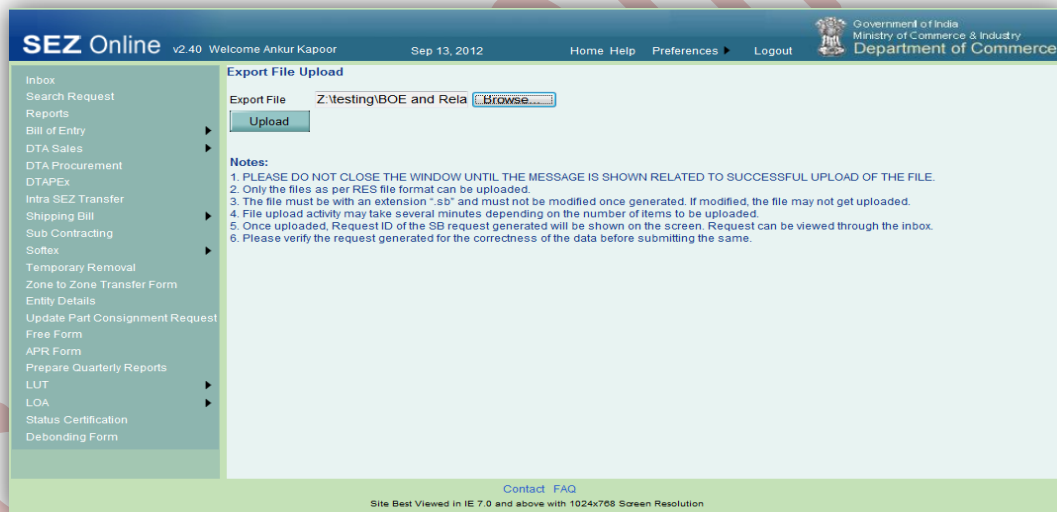 SEZ Online v2.40 Welcome Ankur Kapoor Sep 13, 2012 Home Help Preferences Logout
Government of India
Ministry of Commerce & Industry
Department of Commerce
Inbox
Search Request
Reports
Bill of Entry
DTA Sales
DTA Procurement
DTAPEx
Intra SEZ Transfer
Shipping Bill
Sub Contracting
Softex
Temporary Removal
Zone to Zone Transfer Form
Entity Details
Update Part Consignment Request
Free Form
APR Form
Prepare Quarterly Reports
LUT
LOA
Status Certification
Debonding Form
Export File Upload
Export File Z:\testing\BOE and Rela Browse...
Upload
Notes:
1. PLEASE DO NOT CLOSE THE WINDOW UNTIL THE MESSAGE IS SHOWN RELATED TO SUCCESSFUL UPLOAD OF THE FILE.
2. Only the files as per RES file format can be uploaded.
3. The file must be with an extension ".sb" and must not be modified once generated. If modified, the file may not get uploaded.
4. File upload activity may take several minutes depending on the number of items to be uploaded.
5. Once uploaded, Request ID of the SB request generated will be shown on the screen. Request can be viewed through the inbox.
6. Please verify the request generated for the correctness of the data before submitting the same.
Contact FAQ
Site Best Viewed in IE 7.0 and above with 1024x768 Screen Resolution